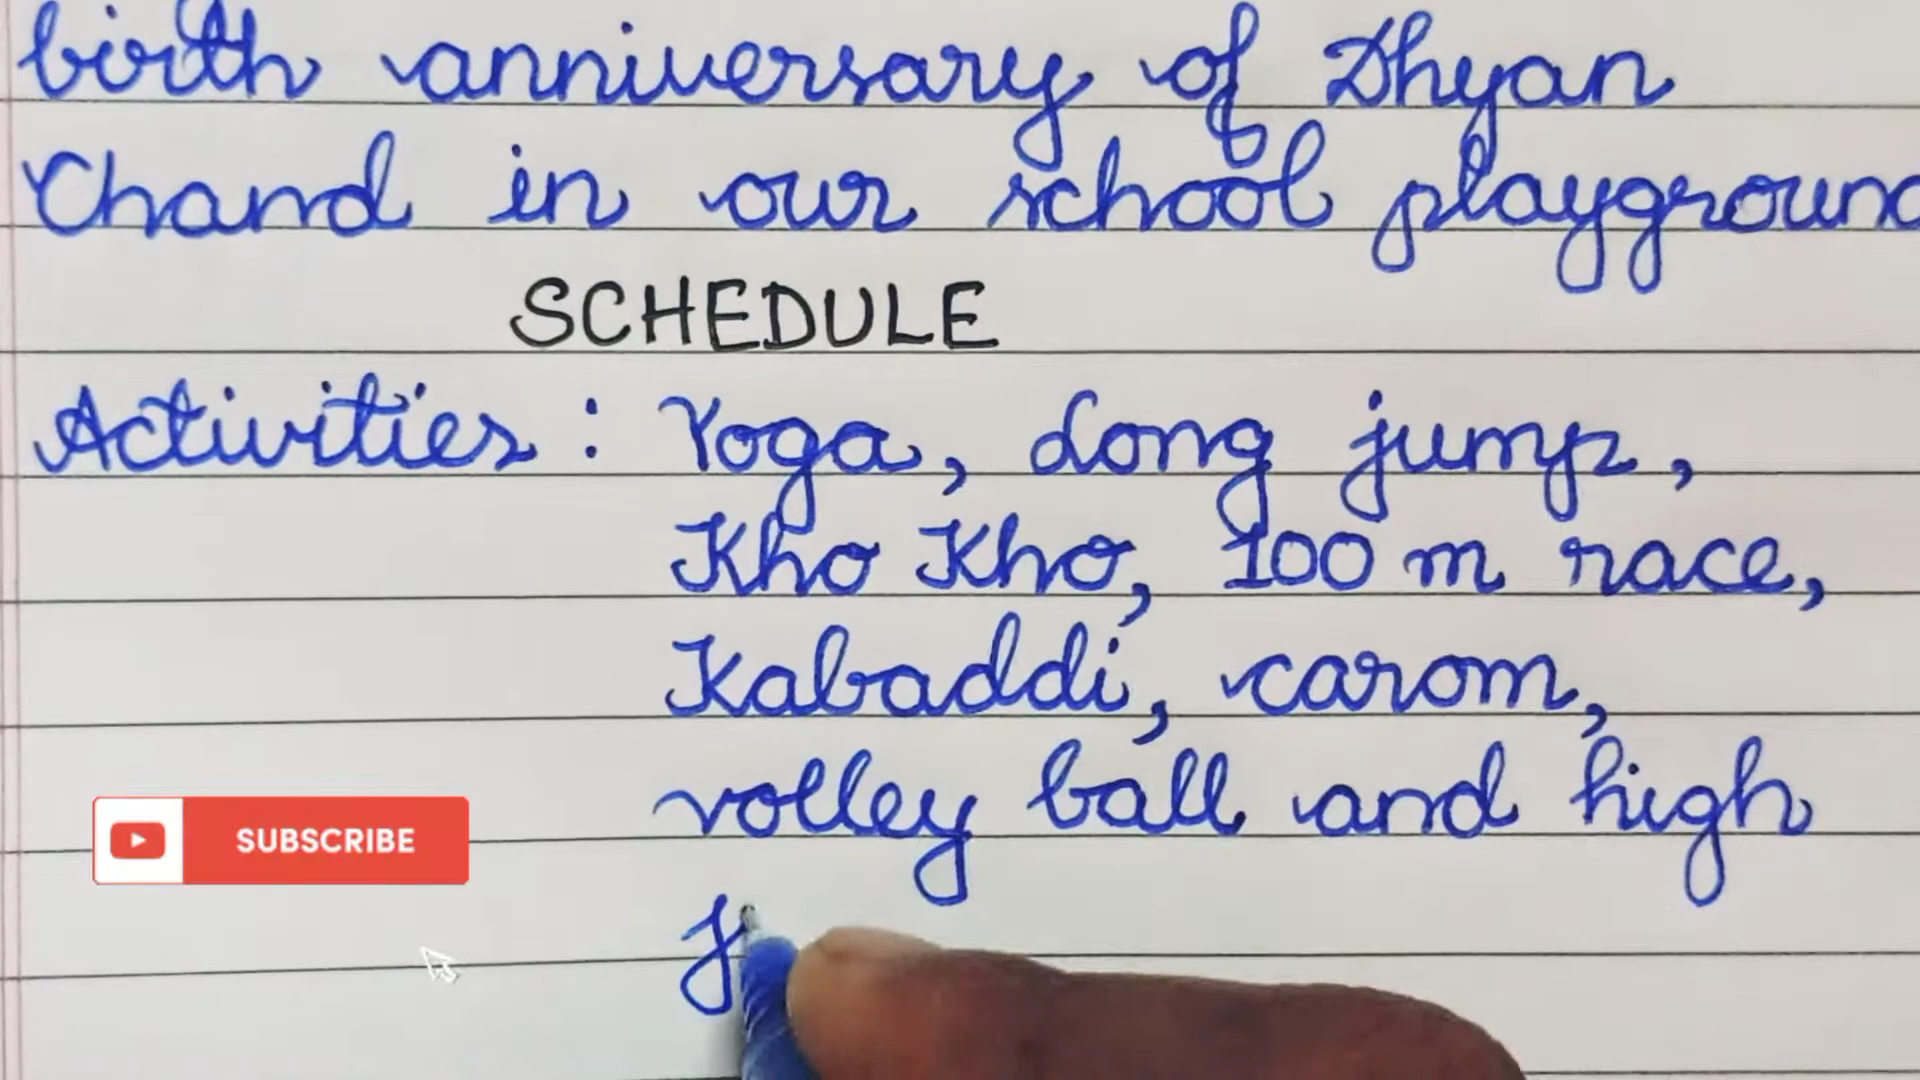 birth anniversary of Dhyan
Chand in our school playground
SCHEDULE
Activities : Yoga, Long jump,
Kho Kho, 100 m race,
Kabaddi, carom,
volley ball and high
j
SUBSCRIBE